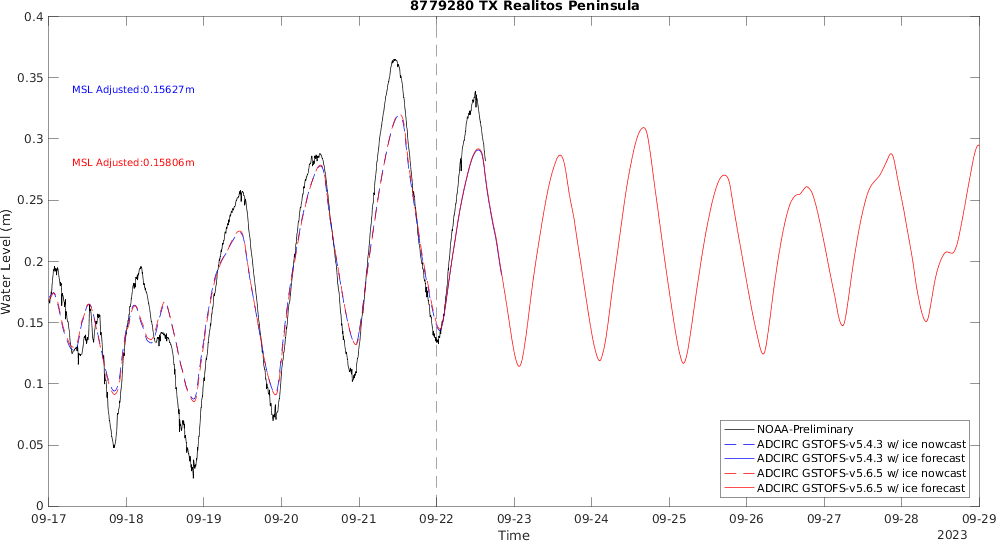 8779280 TX Realitos Peninsula
0.4
0.35
0.3
0.25
0.2
0.15
0.1
0.05
0
Water Level (m)
MSL Adjusted:0.15627m
MSL Adjusted:0.15806m
NOAA-Preliminary
ADCIRC GSTOFS-v5.4.3 w/ ice nowcast
ADCIRC GSTOFS-v5.4.3 w/ ice forecast
ADCIRC GSTOFS-v5.6.5 w/ ice nowcast
ADCIRC GSTOFS-v5.6.5 w/ ice forecast
09-17 09-18 09-19 09-20 09-21 09-22 09-23 09-24 09-25 09-26 09-27 09-28 09-29
Time
2023